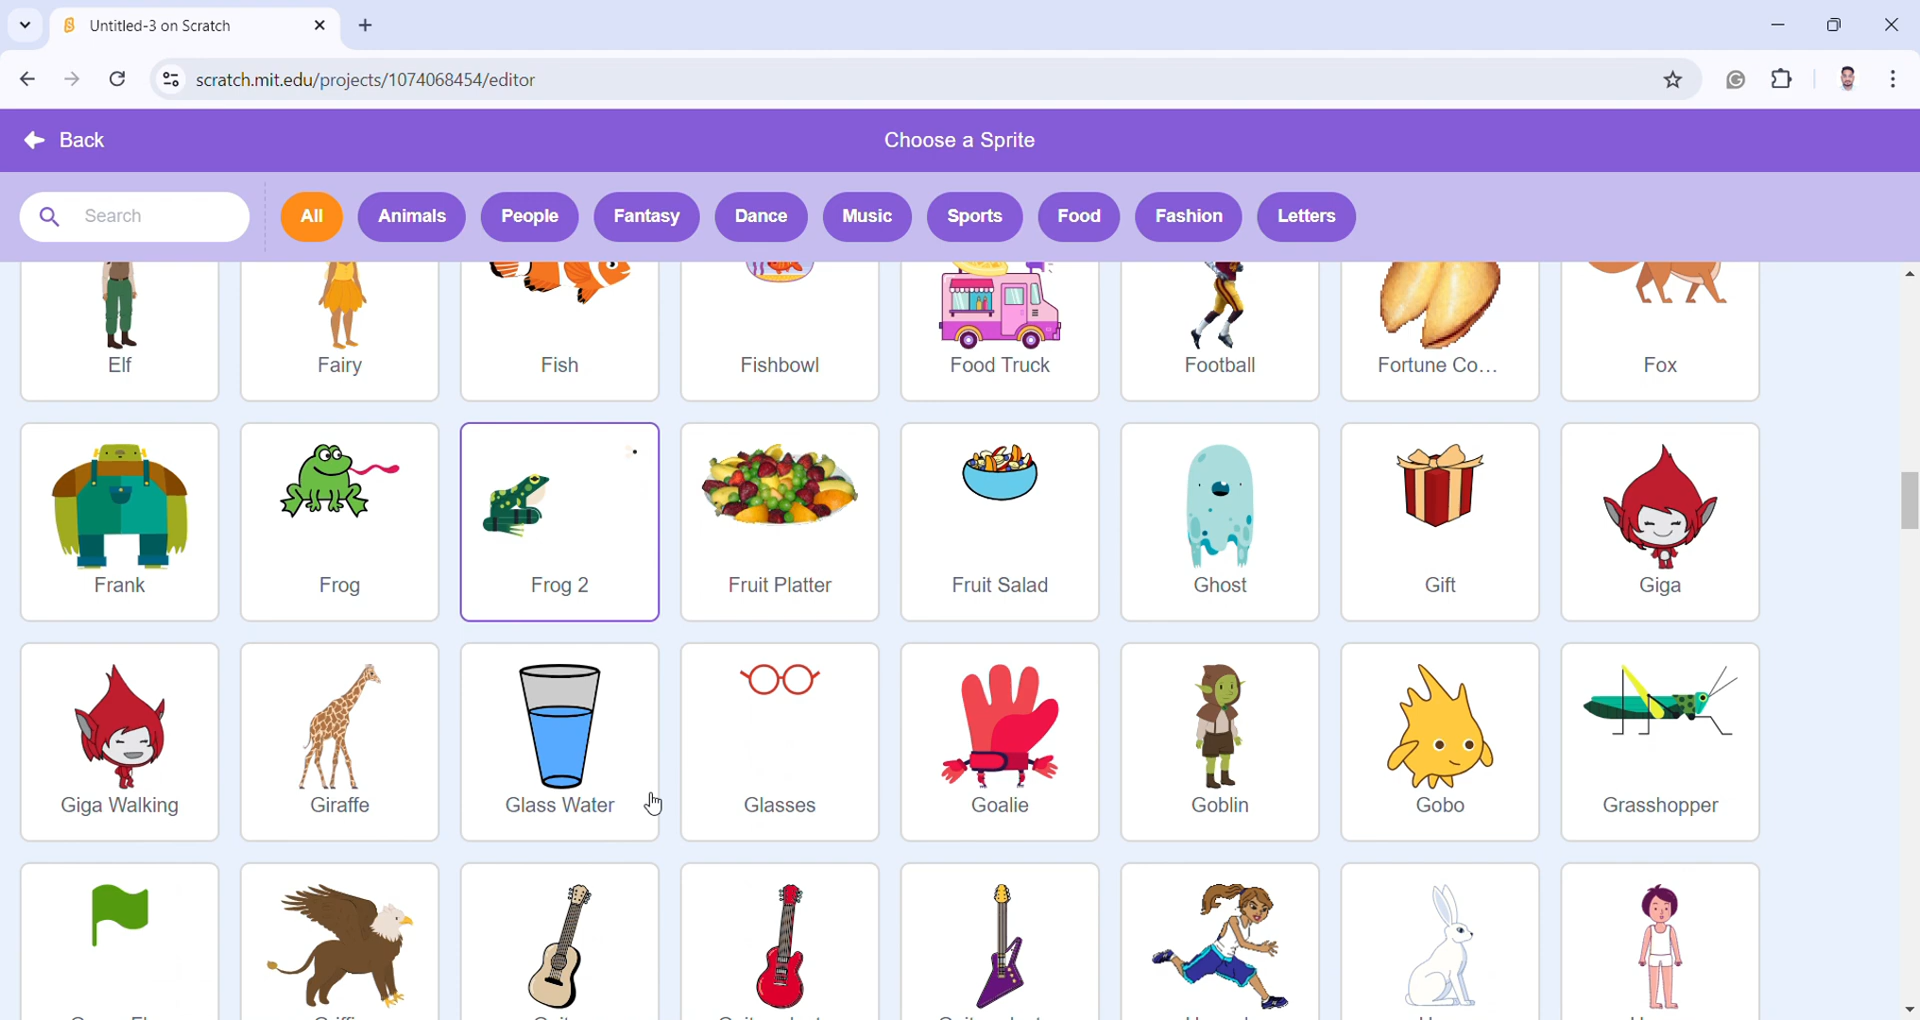 Untitled-3 on Scratch
scratch.mit.edu/projects/1074068454/editor
Back
Choose a Sprite
Search
All
Animals
People
Fantasy
Dance
Music
Sports
Food
Fashion
Letters
Elf
Fairy
Fish
Fishbowl
Food Truck
Football
Fortune Co...
Fox
Frank
Frog
Frog 2
Fruit Platter
Fruit Salad
Ghost
Gift
Giga
Giga Walking
Giraffe
Glass Water
Glasses
Goalie
Goblin
Gobo
Grasshopper